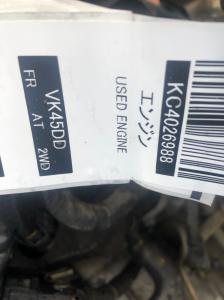 KC4026988
エンジン
USED ENGINE
VK45DD
FR AT 2WD